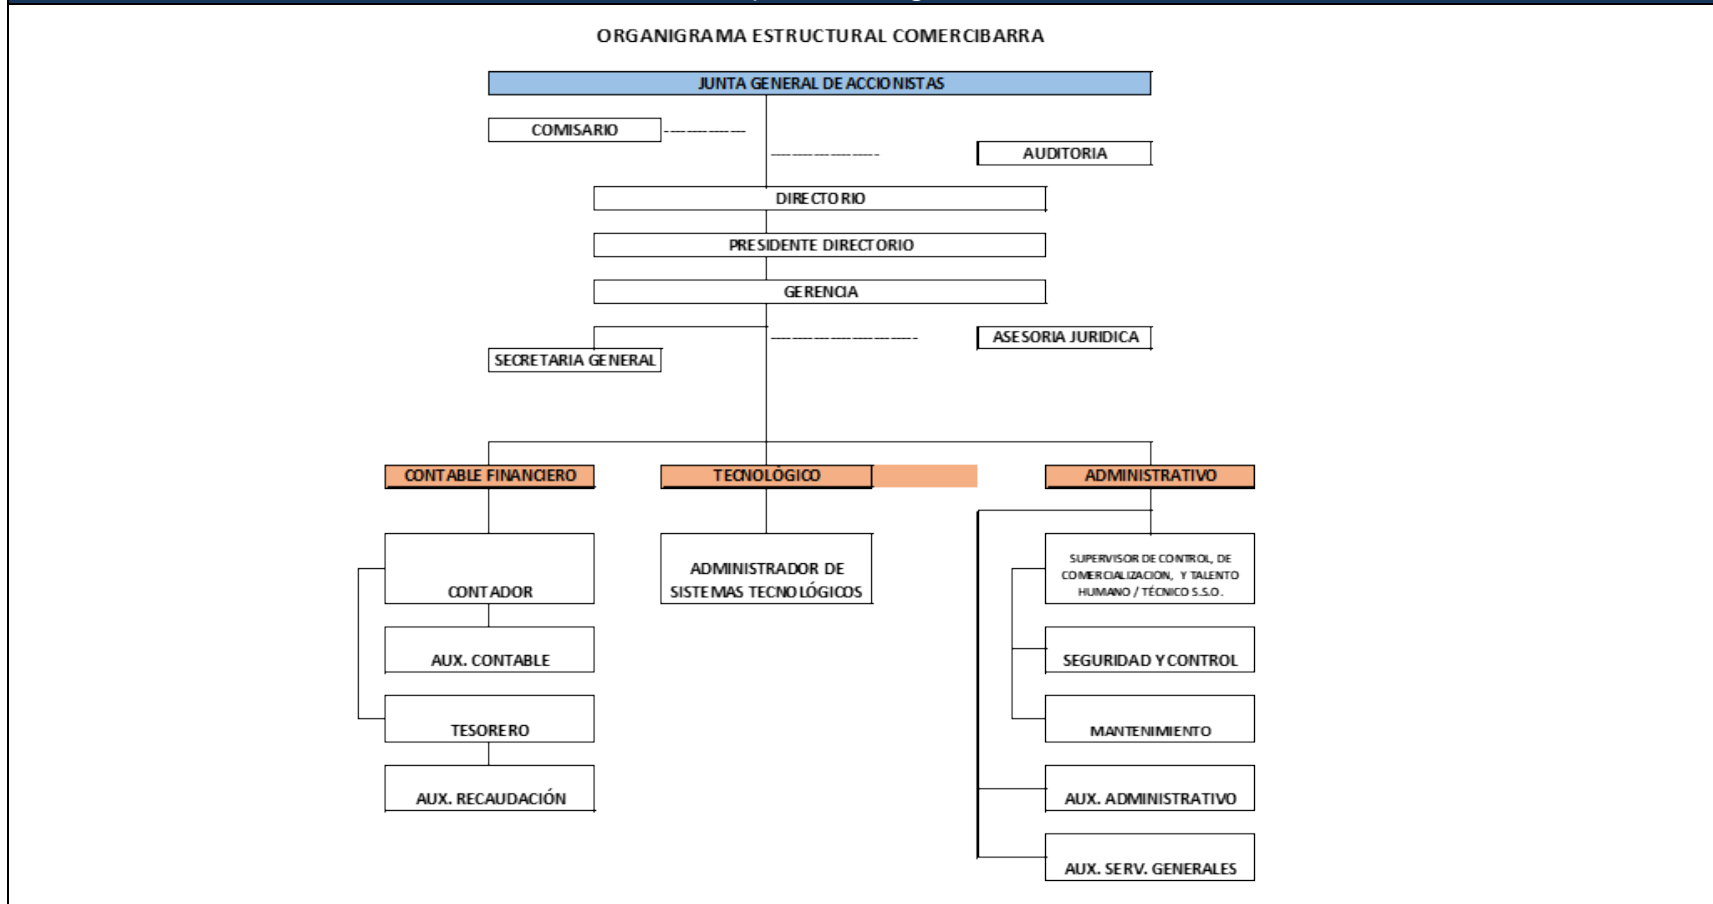 ORGANIGRAMA ESTRUCTURAL COMERCIBARRA
JUNTA GENERAL DE ACCIONISTAS
COMISARIO
AUDITORIA
DIRECTORIO
PRESIDENTE DIRECTORIO
GERENCIA
ASESORIA JURIDICA
SECRETARIA GENERAL
CONTABLE FINANCIERO
TECNOLÓGICO
ADMINISTRATIVO
CONTADOR
ADMINISTRADOR DE
SISTEMAS TECNOLÓGICOS
SUPERVISOR DE CONTROL, DE
COMERCIALIZACION, Y TALENTO
HUMANO / TÉCNICO S.S.O.
AUX. CONTABLE
SEGURIDAD Y CONTROL
TESORERO
MANTENIMIENTO
AUX. RECAUDACIÓN
AUX. ADMINISTRATIVO
AUX. SERV. GENERALES